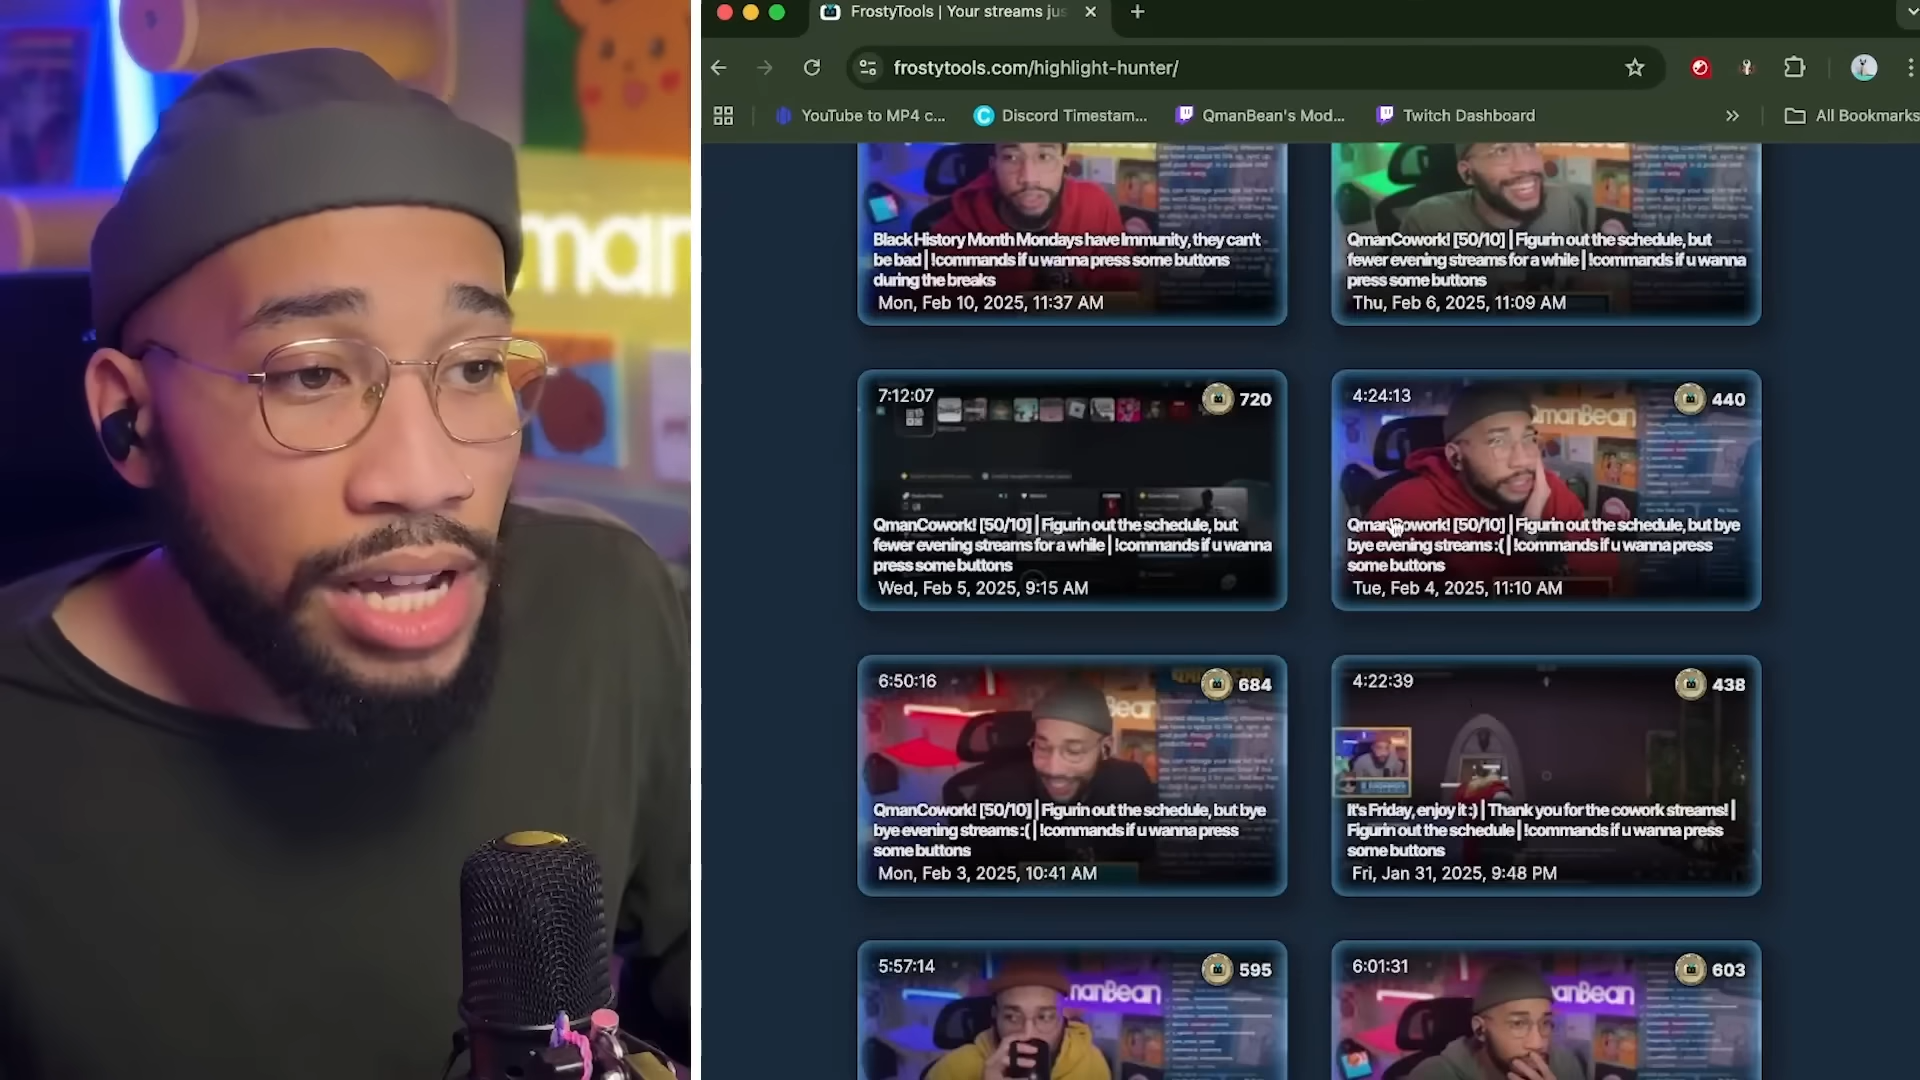 FrostyTools | Your streams jus
frostytools.com/highlight-hunter/
YouTube to MP4 c...
Discord Timestam...
QmanBean's Mod...
Twitch Dashboard
All Bookmarks
man
Black History Month Mondays have Immunity, they can't
be bad | !commands if u wanna press some buttons
during the breaks
Mon, Feb 10, 2025, 11:37 AM
QmanCowork! [50/10] | Figurin out the schedule, but
fewer evening streams for a while | !commands if u wanna
press some buttons
Thu, Feb 6, 2025, 11:09 AM
7:12:07
720
QmanCowork! [50/10] | Figurin out the schedule, but
fewer evening streams for a while | !commands if u wanna
press some buttons
Wed, Feb 5, 2025, 9:15 AM
4:24:13
440
QmanBean
QmanCowork! [50/10] | Figurin out the schedule, but bye
bye evening streams :( | !commands if u wanna press
some buttons
Tue, Feb 4, 2025, 11:10 AM
6:50:16
684
Bean
QmanCowork! [50/10] | Figurin out the schedule, but bye
bye evening streams :( | !commands if u wanna press
some buttons
Mon, Feb 3, 2025, 10:41 AM
4:22:39
438
It's Friday, enjoy it :) | Thank you for the cowork streams! |
Figurin out the schedule | !commands if u wanna press
some buttons
Fri, Jan 31, 2025, 9:48 PM
5:57:14
595
manBean
6:01:31
603
anBean